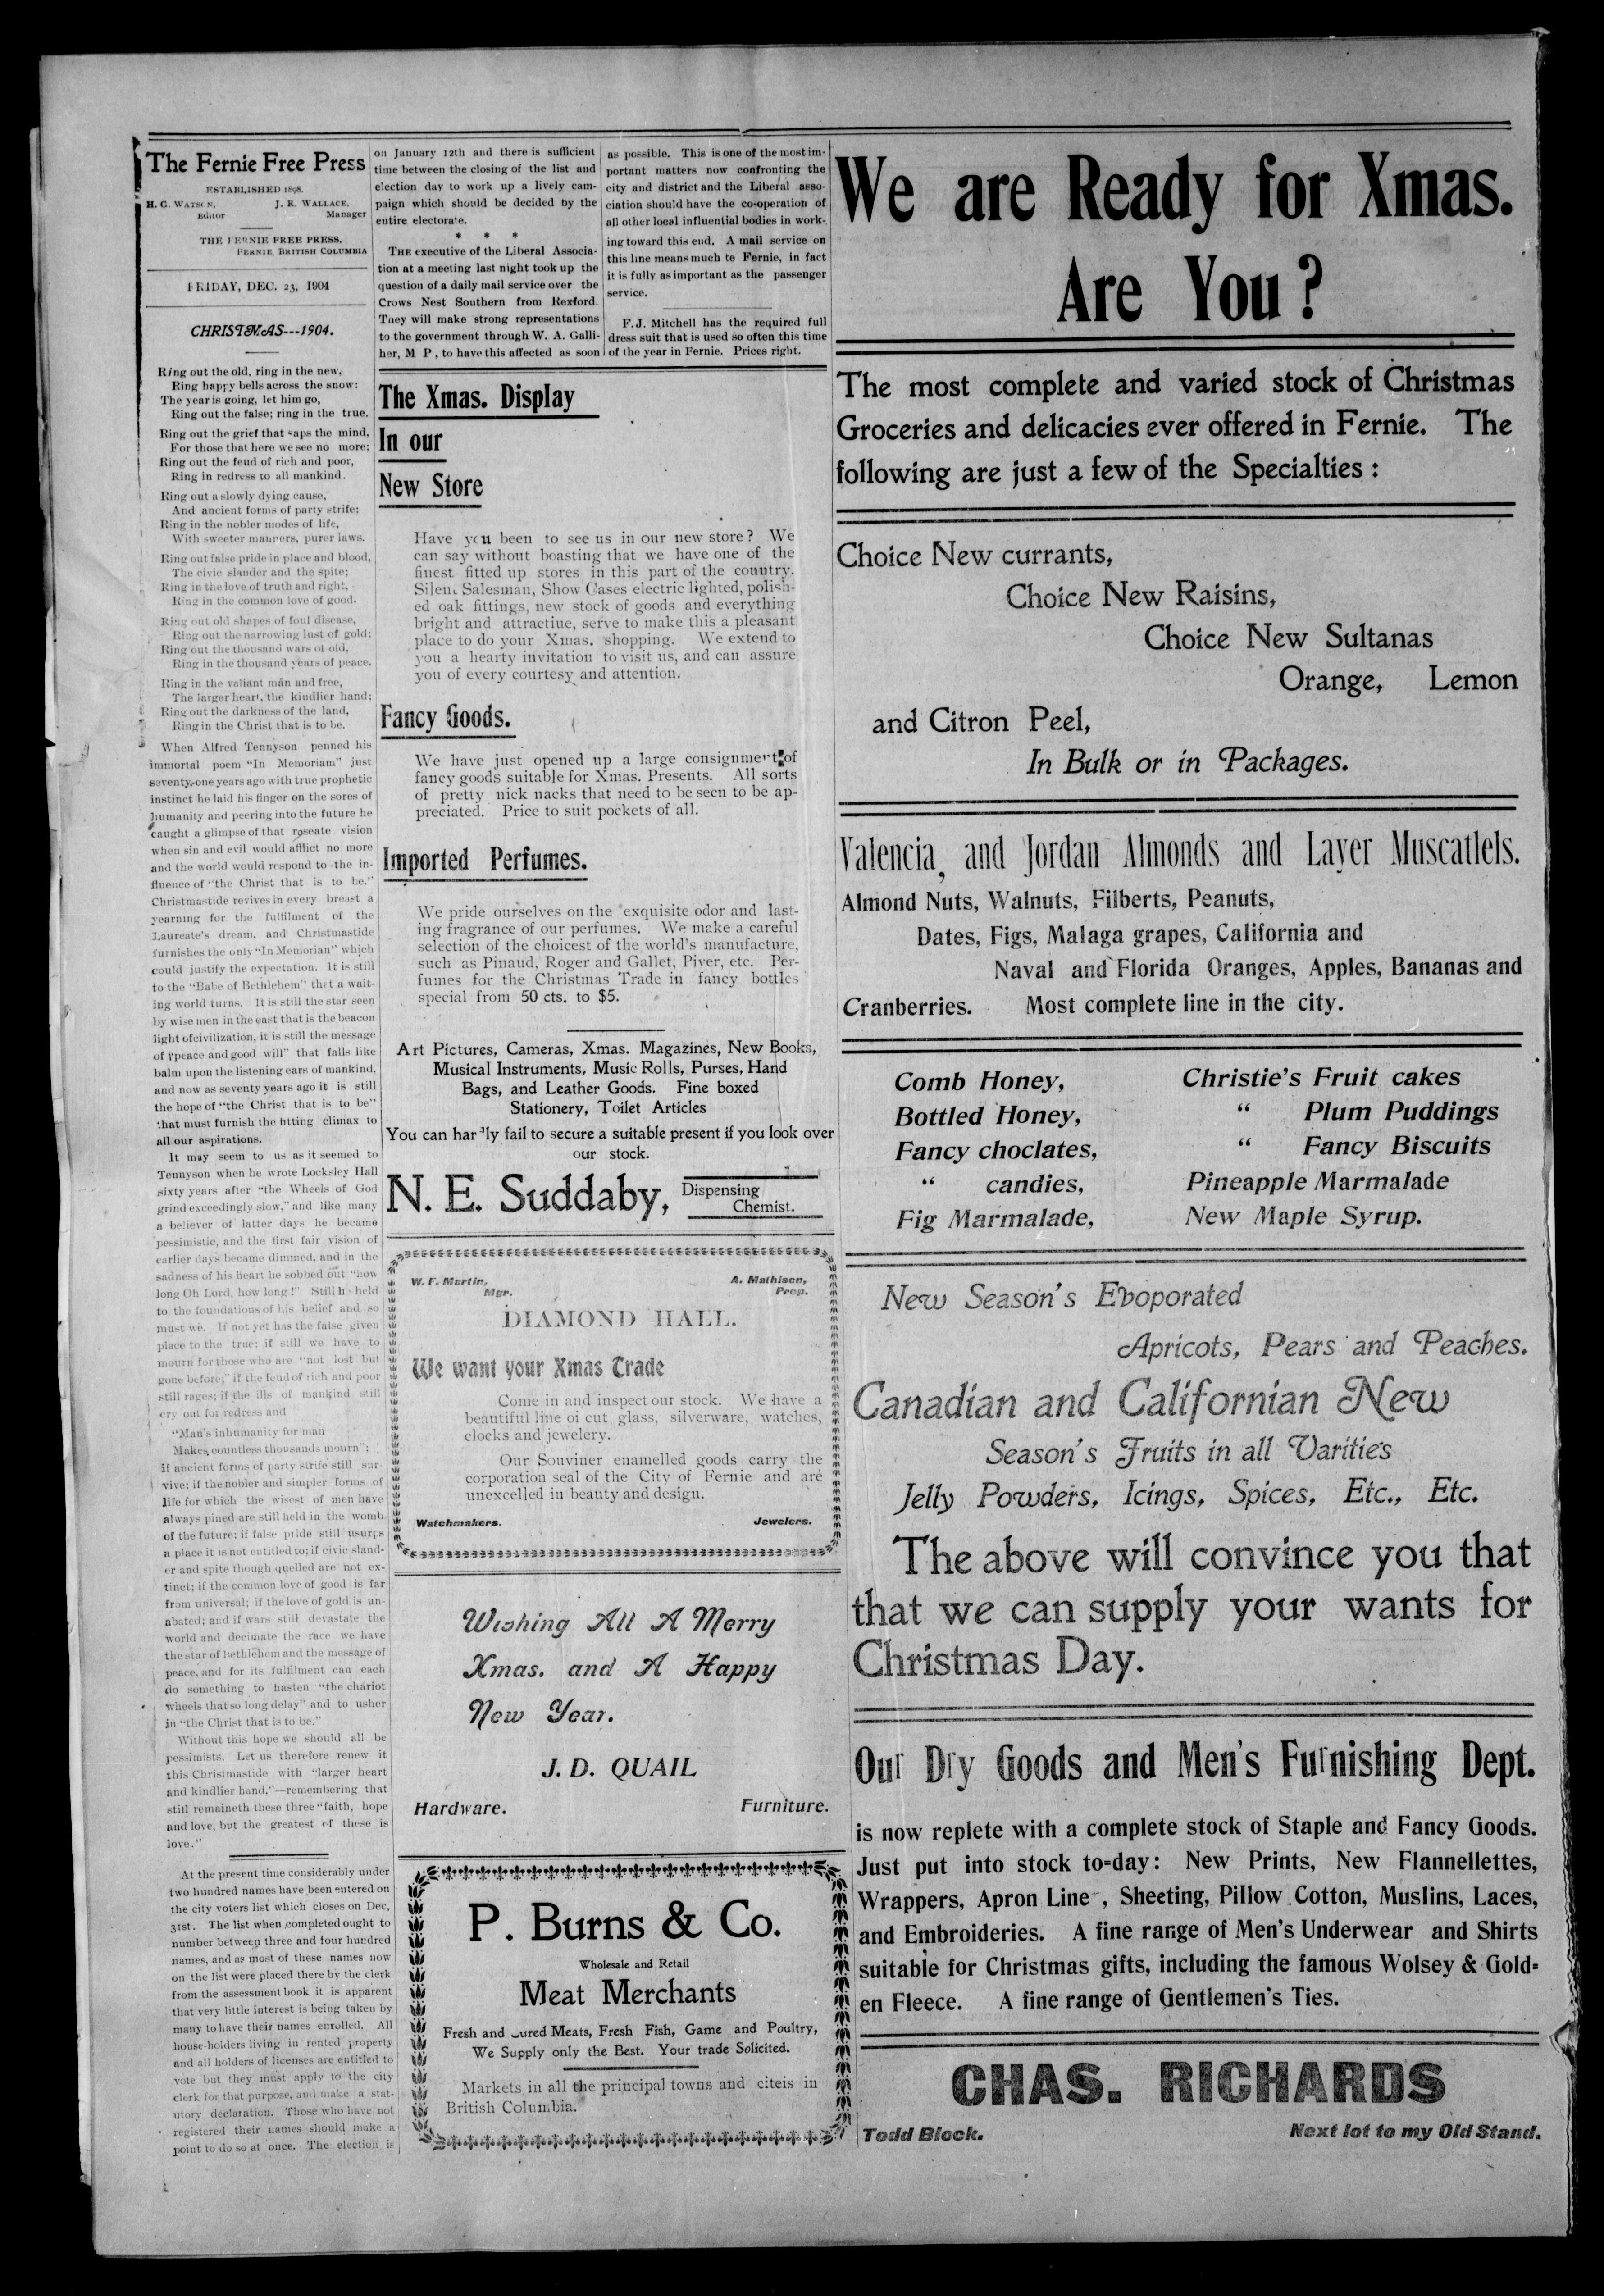 The Fernie Free Press
ESTABLISHED 1898.
H. G. WATSON, J. R. WALLACE,
Editor Manager
THE FERNIE FREE PRESS,
FERNIE, BRITISH COLUMBIA
FRIDAY, DEC. 23, 1904
CHRISTMAS---1904.
Ring out the old, ring in the new,
Ring happy bells across the snow:
The year is going, let him go,
Ring out the false; ring in the true.
Ring out the grief that saps the mind,
For those that here we see no more;
Ring out the feud of rich and poor,
Ring in redress to all mankind.
Ring out a slowly dying cause,
And ancient forms of party strife;
Ring in the nobler modes of life,
With sweeter manners, purer laws.
Ring out false pride in place and blood,
The civic slander and the spite;
Ring in the love of truth and right,
Ring in the common love of good.
Ring out old shapes of foul disease,
Ring out the narrowing lust of gold;
Ring out the thousand wars of old,
Ring in the thousand years of peace.
Ring in the valiant man and free,
The larger heart, the kindlier hand;
Ring out the darkness of the land,
Ring in the Christ that is to be.
When Alfred Tennyson penned his
immortal poem "In Memoriam" just
seventy-one years ago with true prophetic
instinct he laid his finger on the sores of
humanity and peering into the future he
caught a glimpse of that roseate vision
when sin and evil would afflict no more
and the world would respond to the in-
fluence of "the Christ that is to be."
Christmastide revives in every breast a
yearning for the fulfilment of the
Laureate's dream, and Christmastide
furnishes the only "In Memorian" which
could justify the expectation. It is still
to the "Babe of Bethlehem" that a wait-
ing world turns. It is still the star seen
by wise men in the east that is the beacon
light of civilization, it is still the message
of "peace and good will" that falls like
balm upon the listening ears of mankind,
and now as seventy years ago it is still
the hope of "the Christ that is to be"
that must furnish the fitting climax to
all our aspirations.
It may seem to us as it seemed to
Tennyson when he wrote Locksley Hall
sixty years after "the Wheels of God
grind exceedingly slow," and like many
a believer of latter days he became
pessimistic, and the first fair vision of
earlier days became dimmed, and in the
sadness of his heart he sobbed out "how
long Oh Lord, how long!" Still he held
to the foundations of his belief and so
must we. If not yet has the false given
place to the true; if still we have to
mourn for those who are "not lost but
gone before;" if the feud of rich and poor
still rages; if the ills of mankind still
cry out for redress and
"Man's inhumanity for man
Makes countless thousands mourn";
if ancient forms of party strife still sur-
vive; if the nobler and simpler forms of
life for which the wisest of men have
always pined are still held in the womb
of the future; if false pride still usurps
a place it is not entitled to; if civic sland-
er and spite though quelled are not ex-
tinct; if the common love of good is far
from universal; if the love of gold is un-
abated; and if wars still devastate the
world and decimate the race we have
the star of bethlehem and the message of
peace, and for its fulfilment can each
do something to hasten "the chariot
wheels that so long delay" and to usher
in "the Christ that is to be."
Without this hope we should all be
pessimists. Let us therefore renew it
this Christmastide with "larger heart
and kindlier hand,"—remembering that
still remaineth these three "faith, hope
and love, but the greatest of these is
love."
At the present time considerably under
two hundred names have been entered on
the city voters list which closes on Dec,
31st. The list when completed ought to
number between three and four hundred
names, and as most of these names now
on the list were placed there by the clerk
from the assessment book it is apparent
that very little interest is being taken by
many to have their names enrolled. All
house-holders living in rented property
and all holders of licenses are entitled to
vote but they must apply to the city
clerk for that purpose, and make a stat-
utory declaration. Those who have not
registered their names should make a
point to do so at once. The election is
on January 12th and there is sufficient
time between the closing of the list and
election day to work up a lively cam-
paign which should be decided by the
entire electorate.
* * *
THE executive of the Liberal Associa-
tion at a meeting last night took up the
question of a daily mail service over the
Crows Nest Southern from Rexford.
They will make strong representations
to the government through W. A. Galli-
her, M P, to have this affected as soon
as possible. This is one of the most im-
portant matters now confronting the
city and district and the Liberal asso-
ciation should have the co-operation of
all other local influential bodies in work-
ing toward this end. A mail service on
this line means much te Fernie, in fact
it is fully as important as the passenger
service.
F. J. Mitchell has the required full
dress suit that is used so often this time
of the year in Fernie. Prices right.
The Xmas. Display
In our
New Store
Have you been to see us in our new store? We
can say without boasting that we have one of the
finest fitted up stores in this part of the country.
Silent Salesman, Show Cases electric lighted, polish-
ed oak fittings, new stock of goods and everything
bright and attractiue, serve to make this a pleasant
place to do your Xmas. shopping. We extend to
you a hearty invitation to visit us, and can assure
you of every courtesy and attention.
Fancy Goods.
We have just opened up a large consignment of
fancy goods suitable for Xmas. Presents. All sorts
of pretty nick nacks that need to be seen to be ap-
preciated. Price to suit pockets of all.
Imported Perfumes.
We pride ourselves on the exquisite odor and last-
ing fragrance of our perfumes. We make a careful
selection of the choicest of the world's manufacture,
such as Pinaud, Roger and Gallet, Piver, etc. Per-
fumes for the Christmas Trade in fancy bottles
special from 50 cts. to $5.
Art Pictures, Cameras, Xmas. Magazines, New Books,
Musical Instruments, Music Rolls, Purses, Hand
Bags, and Leather Goods. Fine boxed
Stationery, Toilet Articles
You can hardly fail to secure a suitable present if you look over
our stock.
N. E. Suddaby, Dispensing
Chemist.
W. F. Martin, A. Mathison,
Mgr. Prop.
DIAMOND HALL.
We want your Xmas Trade
Come in and inspect our stock. We have a
beautiful line oi cut glass, silverware, watches,
clocks and jewelery.
Our Souviner enamelled goods carry the
corporation seal of the City of Fernie and are
unexcelled in beauty and design.
Watchmakers. Jewelers.
Wishing All A Merry
Xmas. and A Happy
New Year.
J. D. QUAIL
Hardware. Furniture.
P. Burns & Co.
Wholesale and Retail
Meat Merchants
Fresh and Cured Meats, Fresh Fish, Game and Poultry,
We Supply only the Best. Your trade Solicited.
Markets in all the principal towns and citeis in
British Columbia.
We are Ready for Xmas.
Are You?
The most complete and varied stock of Christmas
Groceries and delicacies ever offered in Fernie. The
following are just a few of the Specialties:
Choice New currants,
Choice New Raisins,
Choice New Sultanas
Orange, Lemon
and Citron Peel,
In Bulk or in Packages.
Valencia, and Jordan Almonds and Layer Muscatlels.
Almond Nuts, Walnuts, Filberts, Peanuts,
Dates, Figs, Malaga grapes, California and
Naval and Florida Oranges, Apples, Bananas and
Cranberries. Most complete line in the city.
Comb Honey, Christie's Fruit cakes
Bottled Honey, " Plum Puddings
Fancy choclates, " Fancy Biscuits
" candies, Pineapple Marmalade
Fig Marmalade, New Maple Syrup.
New Season's Evoporated
Apricots, Pears and Peaches.
Canadian and Californian New
Season's Fruits in all Varities
Jelly Powders, Icings, Spices, Etc., Etc.
The above will convince you that
that we can supply your wants for
Christmas Day.
Our Dry Goods and Men's Furnishing Dept.
is now replete with a complete stock of Staple and Fancy Goods.
Just put into stock to-day: New Prints, New Flannellettes,
Wrappers, Apron Line , Sheeting, Pillow Cotton, Muslins, Laces,
and Embroideries. A fine range of Men's Underwear and Shirts
suitable for Christmas gifts, including the famous Wolsey & Gold-
en Fleece. A fine range of Gentlemen's Ties.
CHAS. RICHARDS
Todd Block. Next lot to my Old Stand.